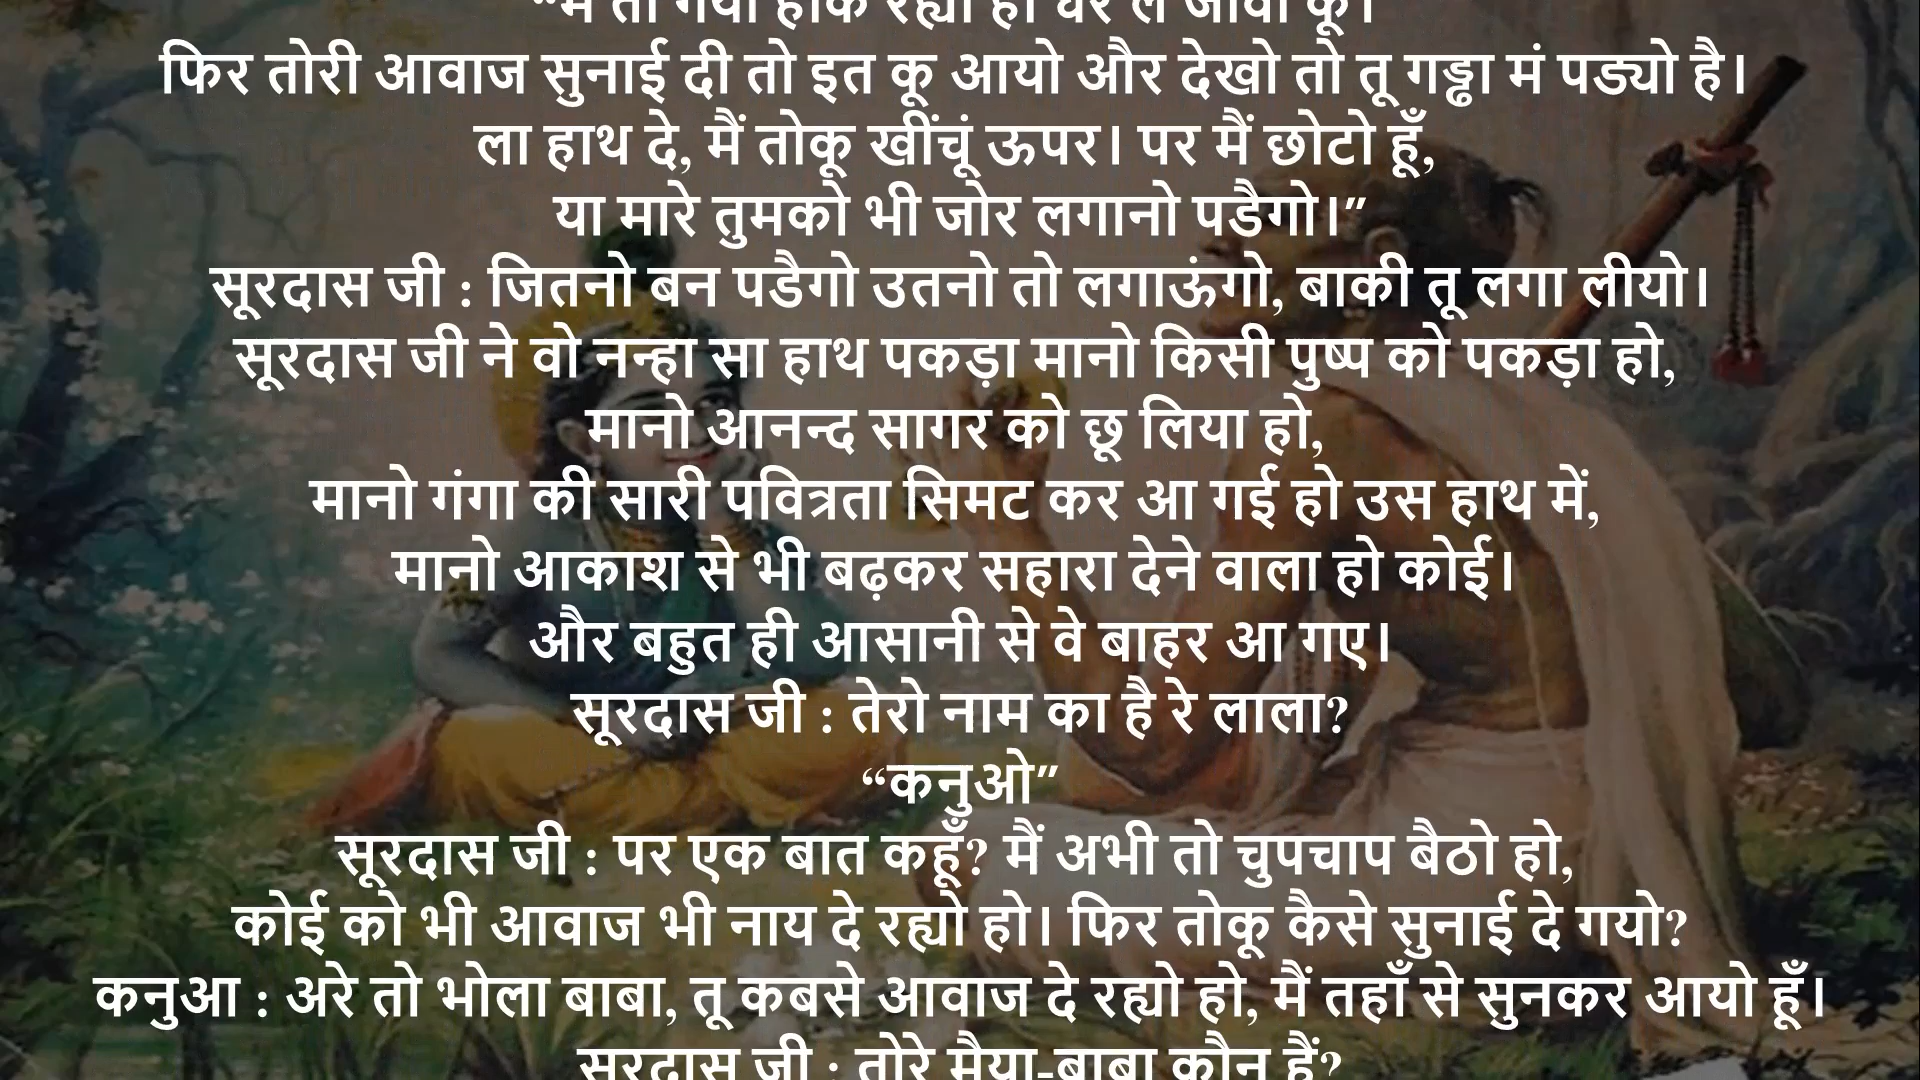 “मैं तो गैया हांक रह्यो हो घर ले जावा कू।
फिर तोरी आवाज सुनाई दी तो इत कू आयो और देखो तो तू गड्ढा मं पड्यो है।
ला हाथ दे, मैं तोकू खींचूं ऊपर। पर मैं छोटो हूँ,
या मारे तुमको भी जोर लगानो पडैगो।”
सूरदास जी : जितनो बन पडैगो उतनो तो लगाऊंगो, बाकी तू लगा लीयो।
सूरदास जी ने वो नन्हा सा हाथ पकड़ा मानो किसी पुष्प को पकड़ा हो,
मानो आनन्द सागर को छू लिया हो,
मानो गंगा की सारी पवित्रता सिमट कर आ गई हो उस हाथ में,
मानो आकाश से भी बढ़कर सहारा देने वाला हो कोई।
और बहुत ही आसानी से वे बाहर आ गए।
सूरदास जी : तेरो नाम का है रे लाला?
“कनुओ”
सूरदास जी : पर एक बात कहूँ? मैं अभी तो चुपचाप बैठो हो,
कोई को भी आवाज भी नाय दे रह्यो हो। फिर तोकू कैसे सुनाई दे गयो?
कनुआ : अरे तो भोला बाबा, तू कबसे आवाज दे रह्यो हो, मैं तहाँ से सुनकर आयो हूँ।
सूरदास जी : तोरे मैया-बाबा कौन हैं?